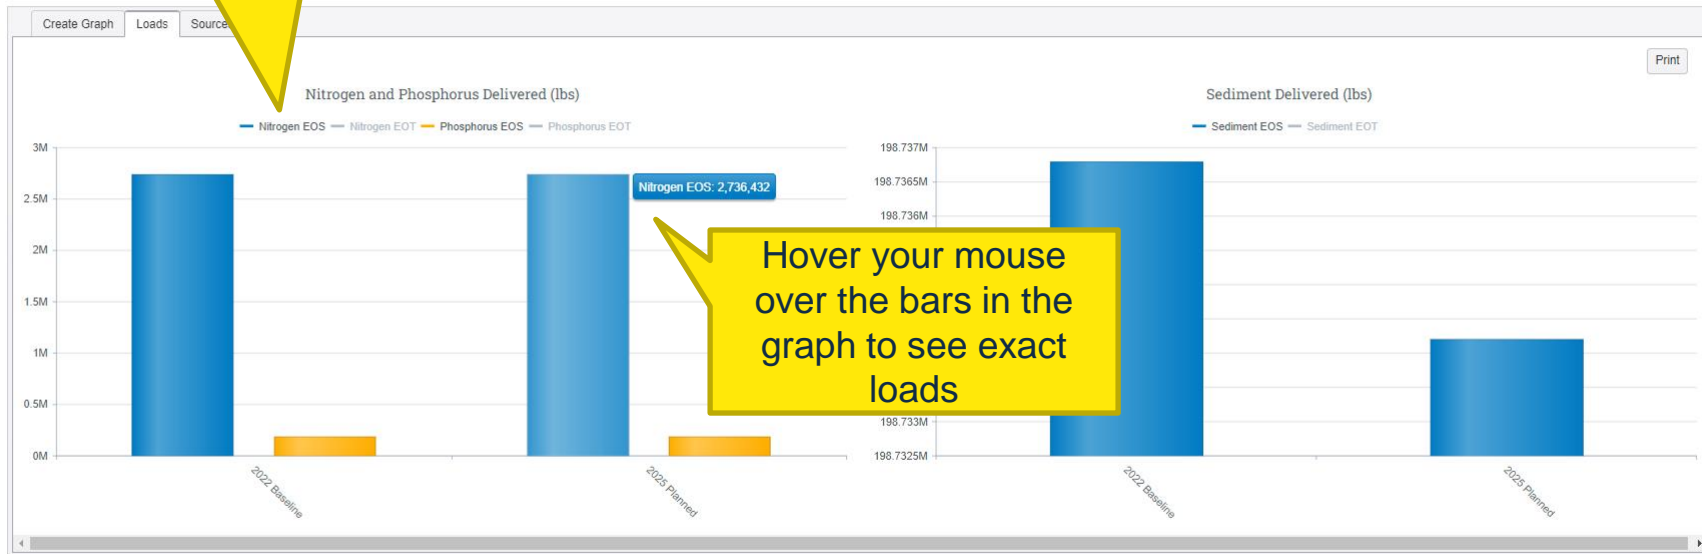 Create Graph
Loads
Print
Nitrogen and Phosphorus Delivered (lbs)
Nitrogen EOS
Nitrogen EOT
Phosphorus EOS
Phosphorus EOT
3M
2.5M
2M
1.5M
1M
0.5M
0M
Nitrogen EOS: 2,736,432
2022 Baseline
2025 Planned
Hover your mouse
over the bars in the
graph to see exact
loads
Sediment Delivered (lbs)
Sediment EOS
Sediment EOT
198.737M
198.7365M
198.736M
198.733M
198.7325M
2022 Baseline
2025 Planned